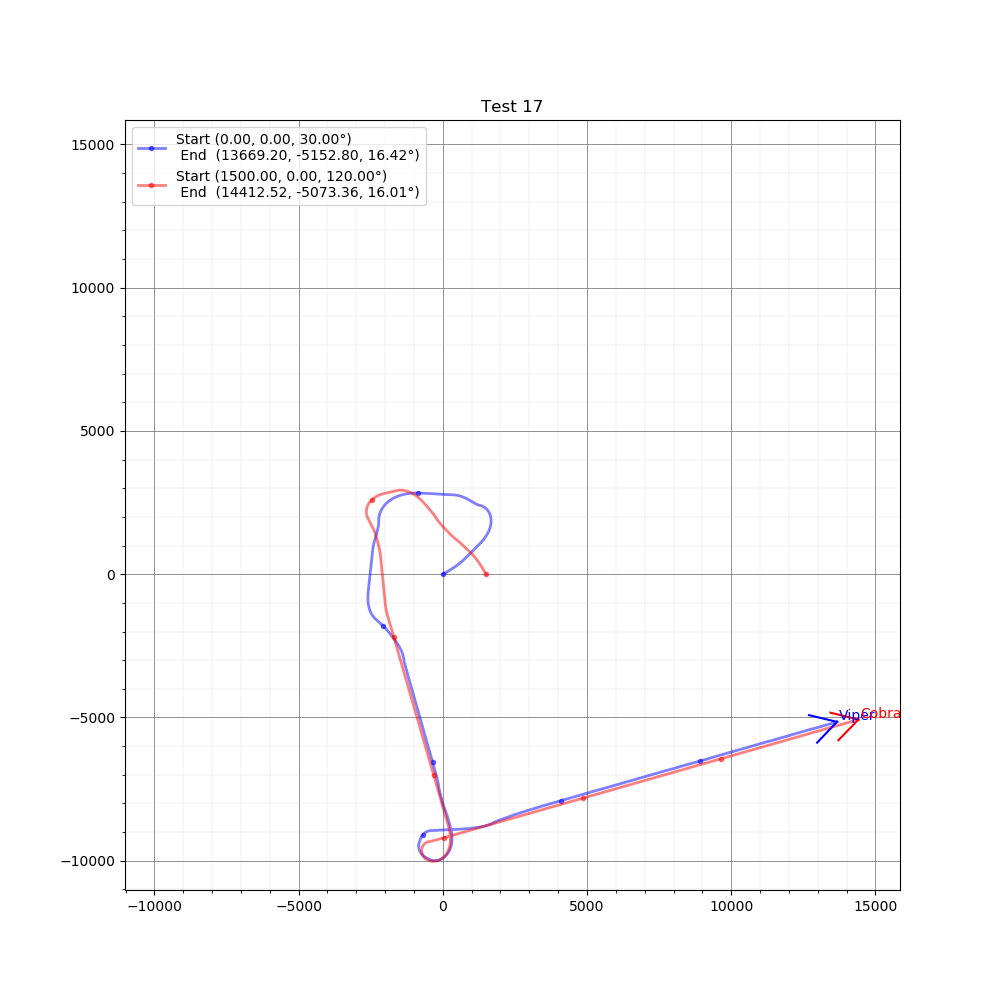 Test 17
Start (0.00, 0.00, 30.00°)
End (13669.20, -5152.80, 16.42°)
Start (1500.00, 0.00, 120.00°)
End (14412.52, -5073.36, 16.01°)
15000
10000
5000
0
−5000
−10000
Viper
Cobra
−10000
−5000
0
5000
10000
15000